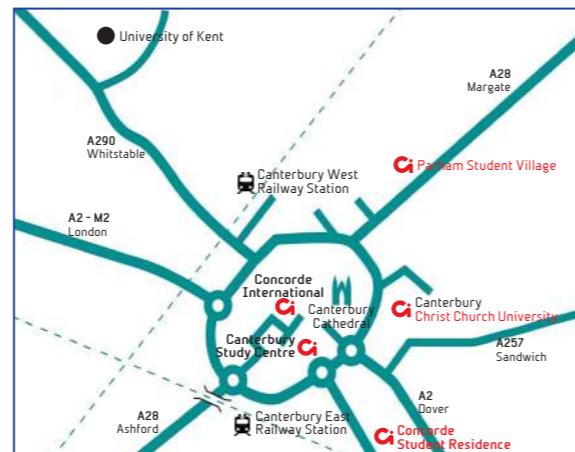 University of Kent
A28
Margate
A290
Whitstable
Parham Student Village
Canterbury West
Railway Station
A2 - M2
London
Concorde
International
Canterbury
Cathedral
Canterbury
Christ Church University
Canterbury
Study Centre
A257
Sandwich
A2
Dover
A28
Ashford
Canterbury East
Railway Station
Concorde
Student Residence